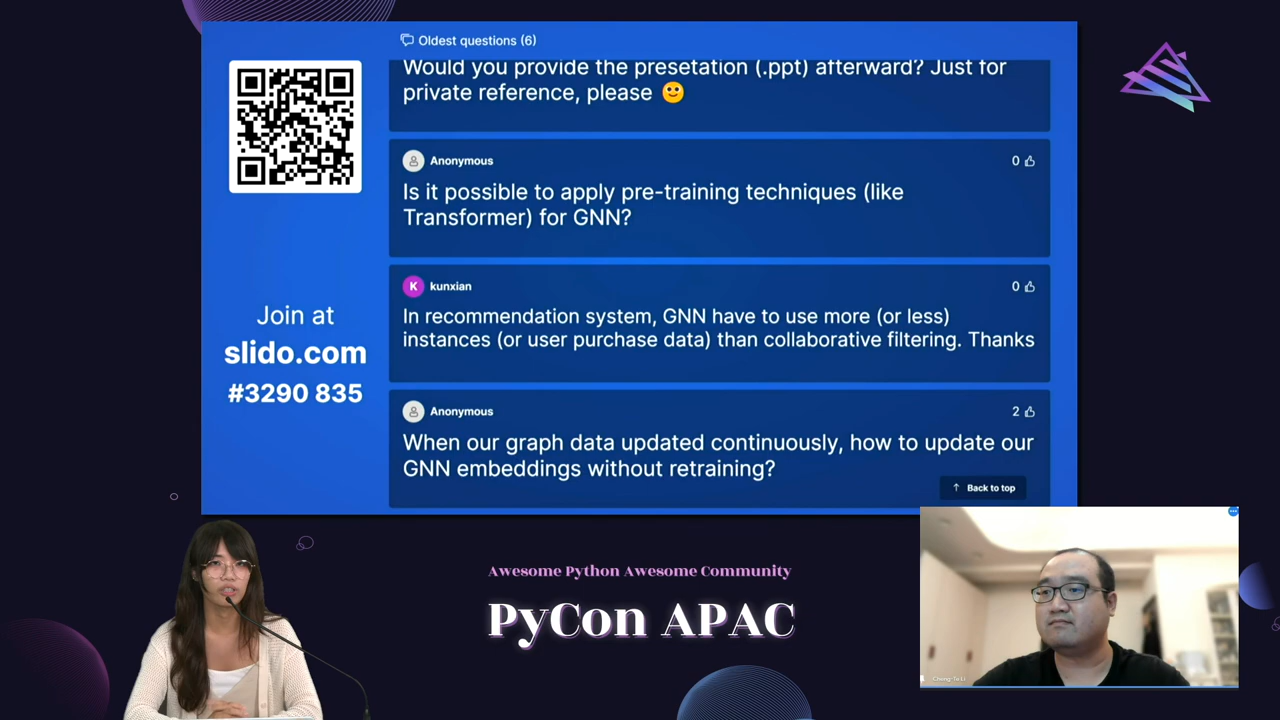 Oldest questions (6)
Would you provide the presetation (.ppt) afterward? Just for
private reference, please
Anonymous
0
Is it possible to apply pre-training techniques (like
Transformer) for GNN?
K
kunxian
0
In recommendation system, GNN have to use more (or less)
instances (or user purchase data) than collaborative filtering. Thanks
Anonymous
2
When our graph data updated continuously, how to update our
GNN embeddings without retraining?
Back to top
Join at
slido.com
#3290 835
Awesome Python Awesome Community
PyCon APAC
Cheng-Te Li